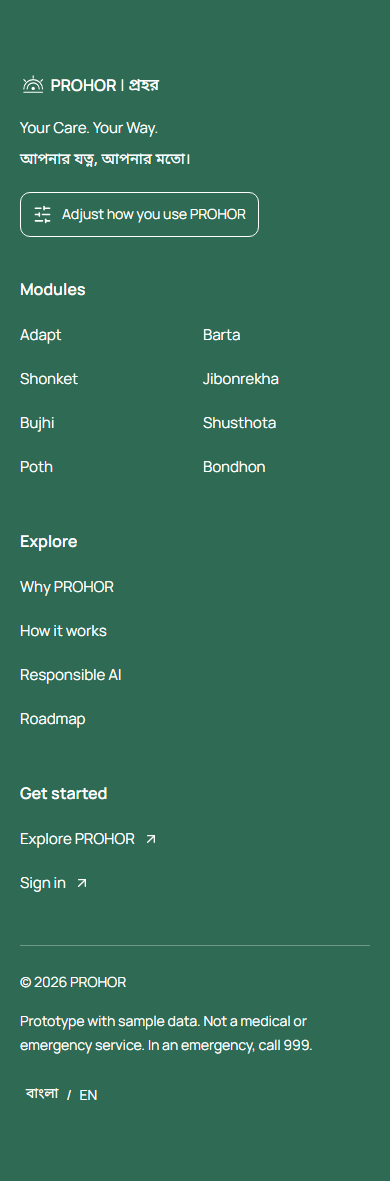 PROHOR | প্রহর
Your Care. Your Way.
আপনার যত্ন, আপনার মতো।
Adjust how you use PROHOR
Modules
Adapt
Barta
Shonket
Jibonrekha
Bujhi
Shusthota
Poth
Bondhon
Explore
Why PROHOR
How it works
Responsible AI
Roadmap
Get started
Explore PROHOR
Sign in
© 2026 PROHOR
Prototype with sample data. Not a medical or
emergency service. In an emergency, call 999.
বাংলা / EN